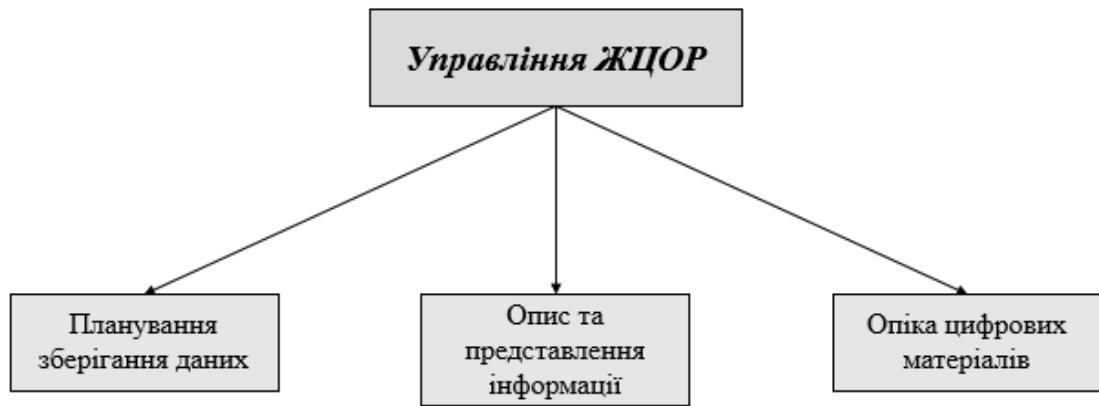 Управління ЖЦОР
Планування
зберігання даних
Опис та
представлення
інформації
Опіка цифрових
матеріалів